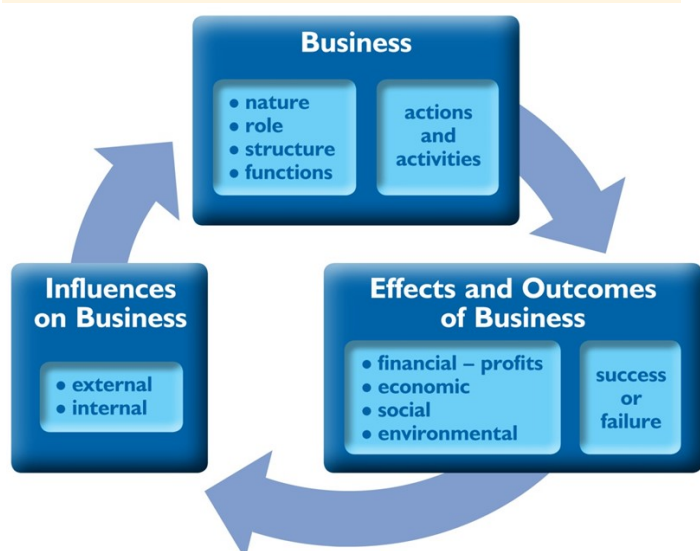 Business
• nature
• role
• structure
• functions
actions
and
activities
Influences
on Business
• external
• internal
Effects and Outcomes
of Business
• financial – profits
• economic
• social
• environmental
success
or
failure